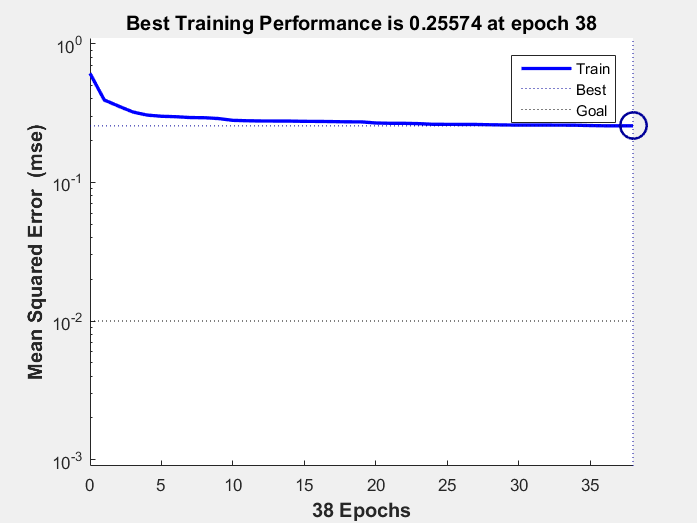 Best Training Performance is 0.25574 at epoch 38
Train
Best
Goal
Mean Squared Error (mse)
10^0
10^-1
10^-2
10^-3
0 5 10 15 20 25 30 35
38 Epochs